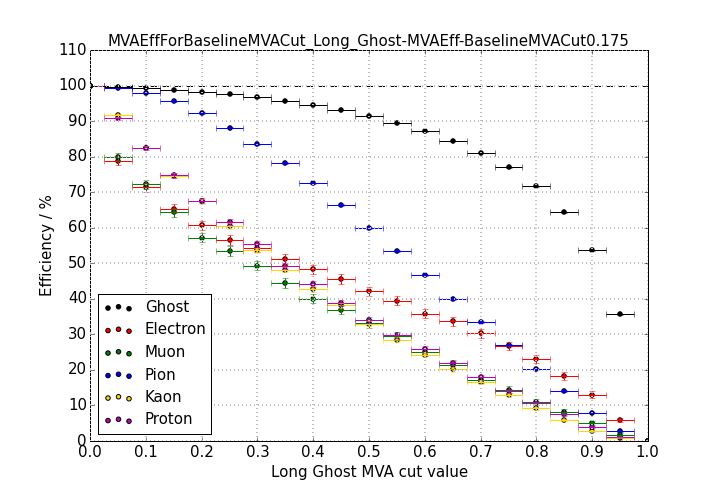 MVAEffForBaselineMVACut_Long_Ghost-MVAEff-BaselineMVACut0.175
110
100
90
80
70
60
50
40
30
20
10
0
Efficiency / %
Ghost
Electron
Muon
Pion
Kaon
Proton
0.0 0.1 0.2 0.3 0.4 0.5 0.6 0.7 0.8 0.9 1.0
Long Ghost MVA cut value